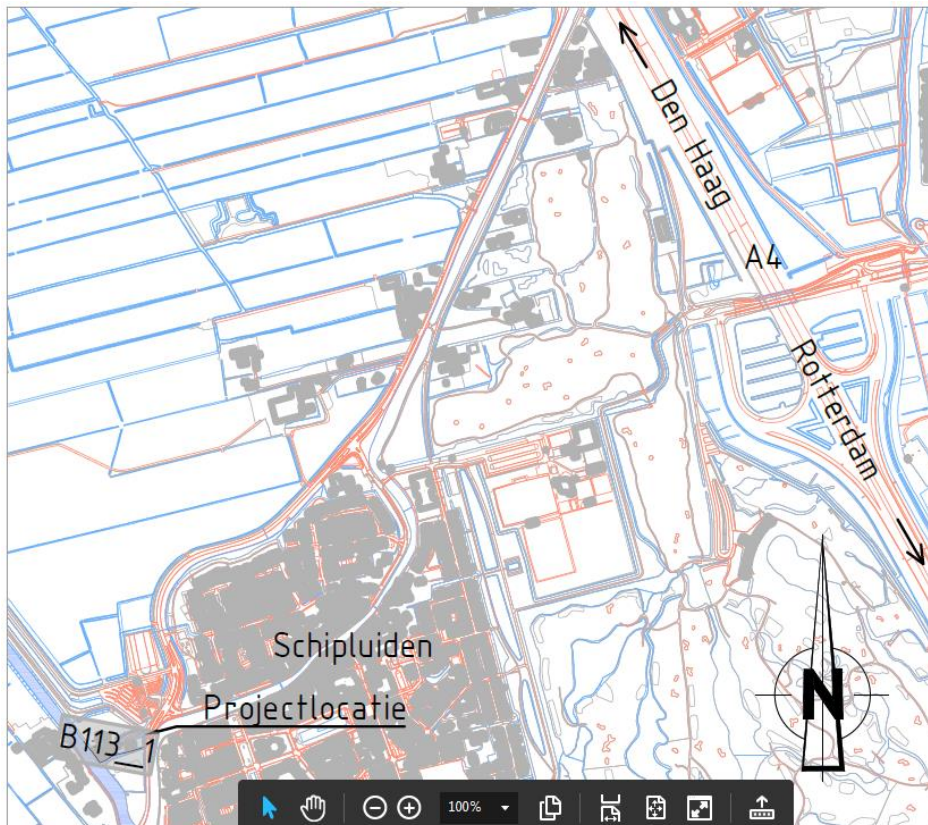 Den Haag
A4
Rotterdam
Schipluiden
Projectlocatie
B113_1
N
100%